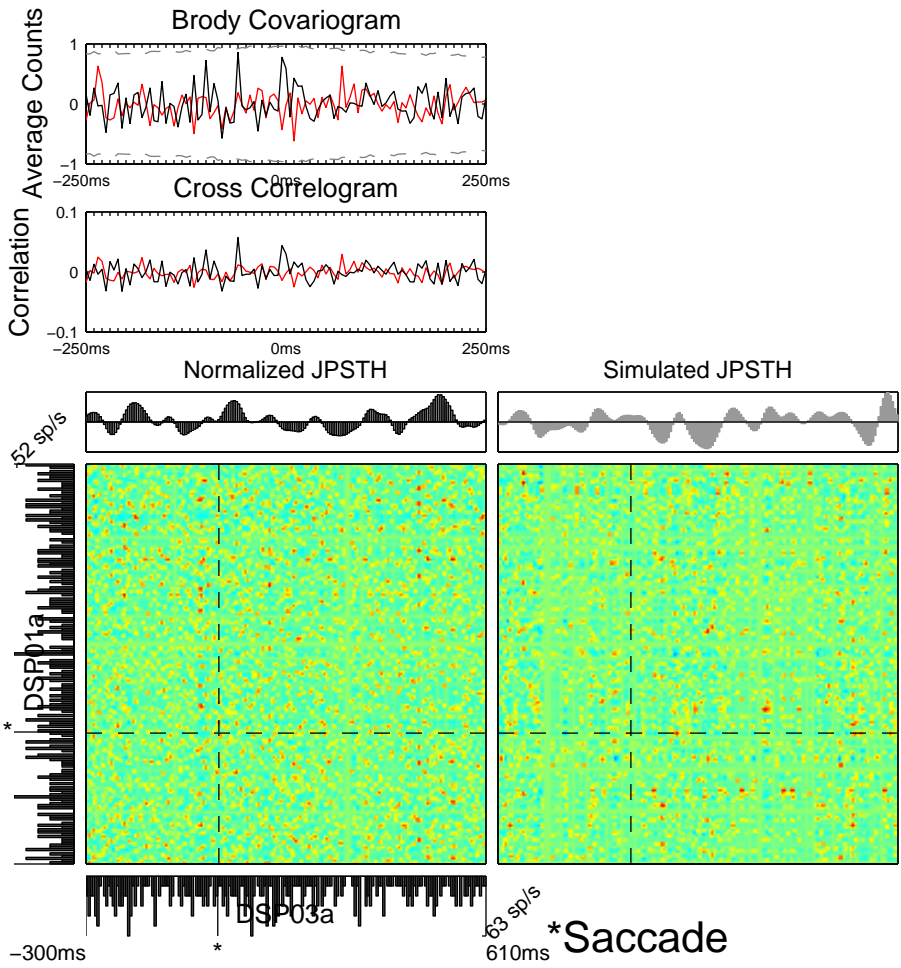 Brody Covariogram
Average Counts
1
0
−1
−250ms
0ms
250ms
Cross Correlogram
Correlation
0.1
0
−0.1
−250ms
0ms
250ms
Normalized JPSTH
Simulated JPSTH
52 sp/s
DSP01a
*
DSP03a
63 sp/s
−300ms
*
610ms
*Saccade